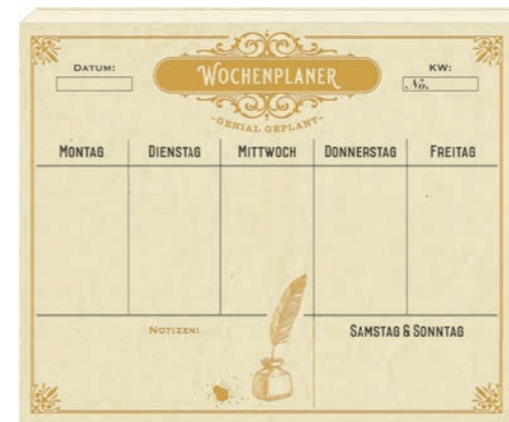 DATUM:
WOCHENPLANER
KW:
No.
-GENIAL GEPLANT-
MONTAG DIENSTAG MITTWOCH DONNERSTAG FREITAG
NOTIZEN:
SAMSTAG & SONNTAG